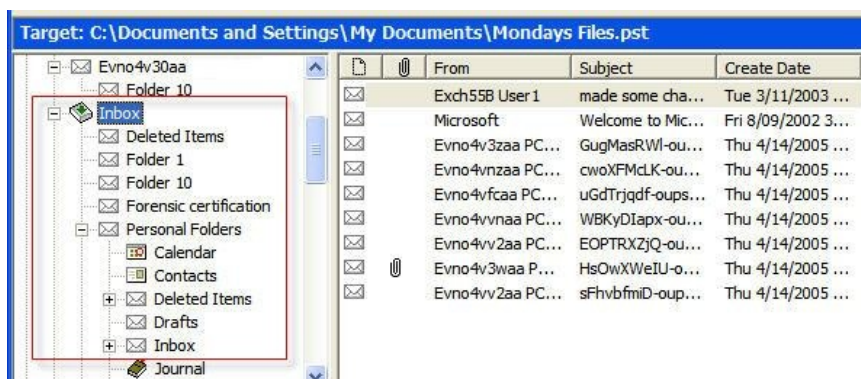 Target: C:\Documents and Settings\My Documents\Mondays Files.pst
Evno4v30aa
Folder 10
Inbox
Deleted Items
Folder 1
Folder 10
Forensic certification
Personal Folders
Calendar
Contacts
Deleted Items
Drafts
Inbox
Journal
From Subject Create Date
Exch55B User1 made some cha... Tue 3/11/2003 ...
Microsoft Welcome to Mic... Fri 8/09/2002 3...
Evno4v3zaa PC... GugMasRWl-ou... Thu 4/14/2005 ...
Evno4vnzaa PC... cwoXFMcLK-ou... Thu 4/14/2005 ...
Evno4vfcaa PC... uGdTrjqdf-oups... Thu 4/14/2005 ...
Evno4vvnaa PC... WBKyDIapx-ou... Thu 4/14/2005 ...
Evno4vv2aa PC... EOPTRXZjQ-ou... Thu 4/14/2005 ...
Evno4v3waa P... HsOwXWeIU-o... Thu 4/14/2005 ...
Evno4vv2aa PC... sFhvbfmiD-oup... Thu 4/14/2005 ...